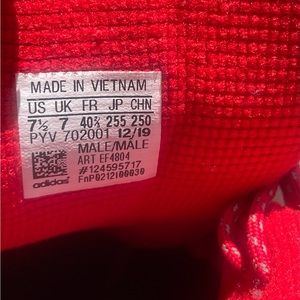 MADE IN VIETNAM
US UK FR JP CHN
7½ 7 40⅔ 255 250
PYV 702001 12/19
MALE/MALE
ART EF4804
#124595717
FnP0212100030
adidas